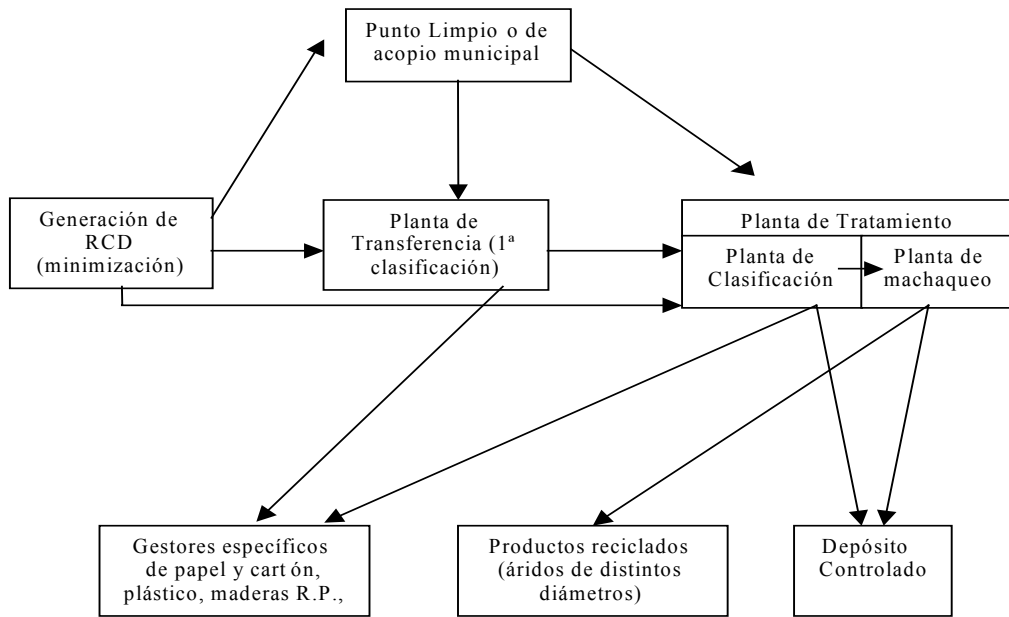 Punto Limpio o de
acopio municipal
Generación de
RCD
(minimización)
Planta de
Transferencia (1ª
clasificación)
Planta de Tratamiento
Planta de
Clasificación
Planta de
machaqueo
Gestores específicos
de papel y cart ón,
plástico, maderas R.P.,
Productos reciclados
(áridos de distintos
diámetros)
Depósito
Controlado